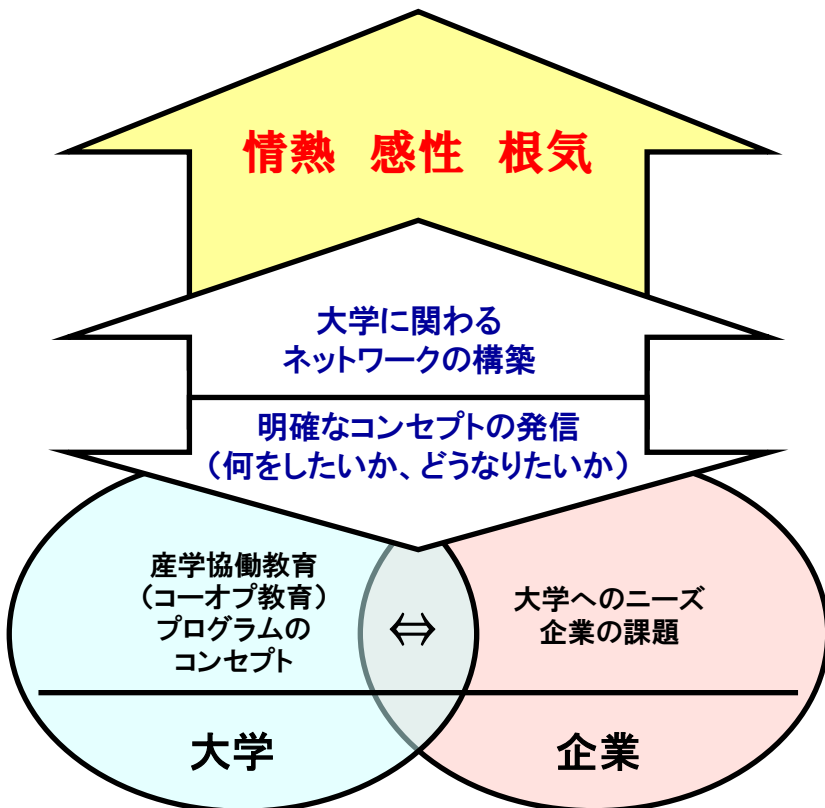 情熱　感性　根気
大学に関わる
ネットワークの構築
明確なコンセプトの発信
（何をしたいか、どうなりたいか）
産学協働教育
（コーオプ教育）
プログラムの
コンセプト
⇔
大学へのニーズ
企業の課題
大学
企業